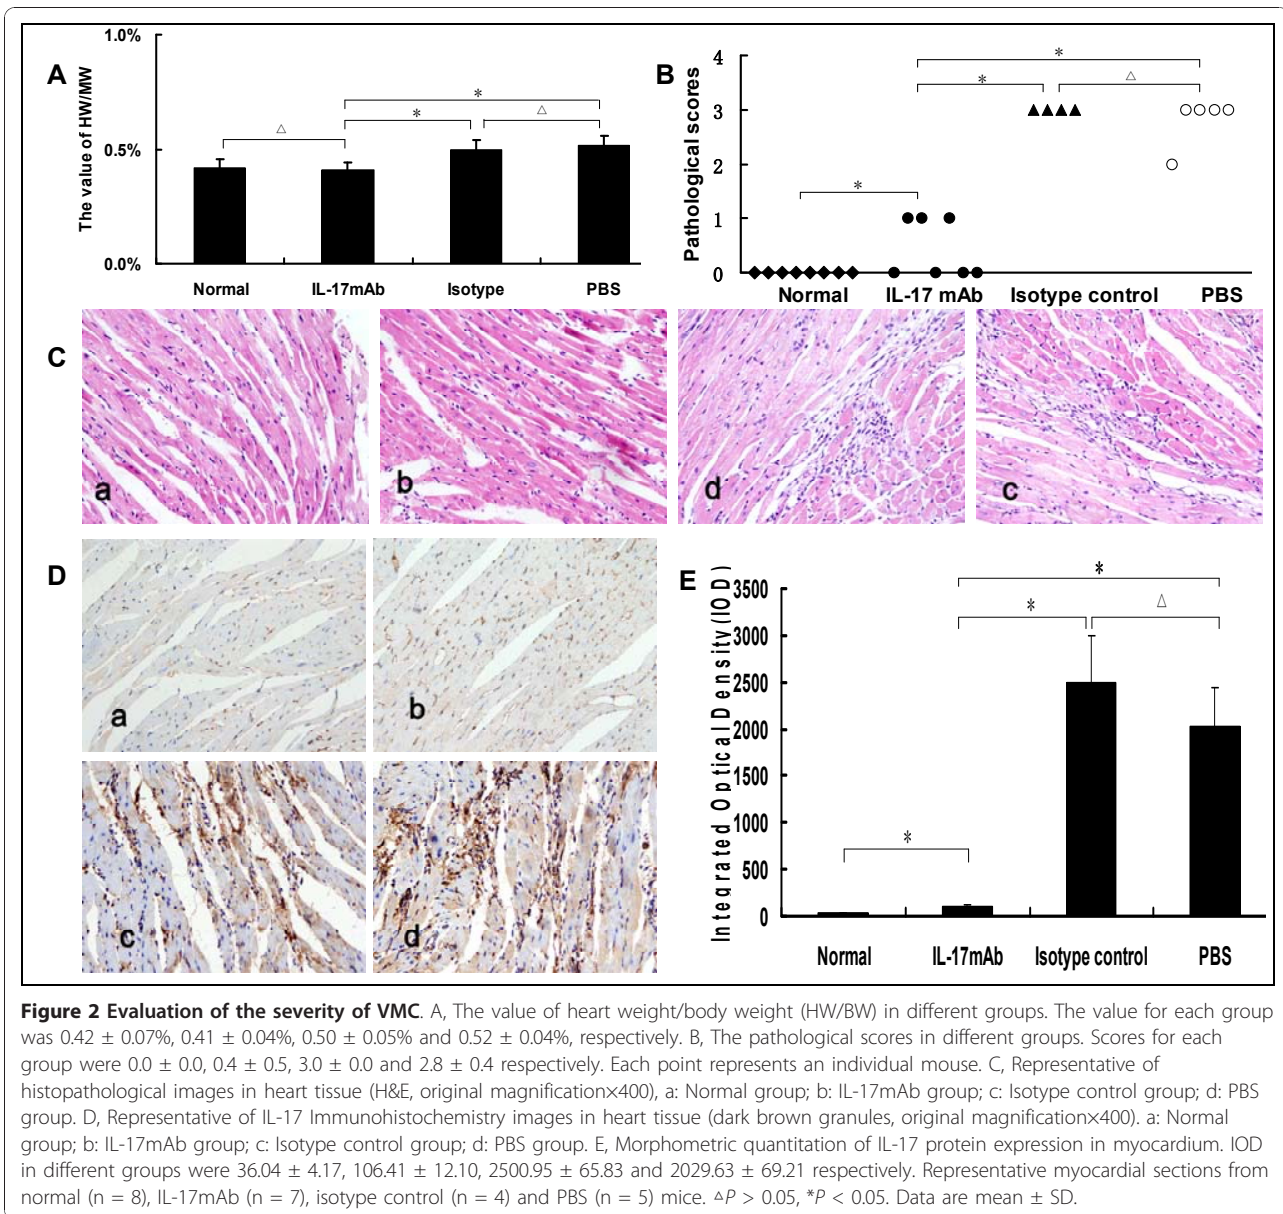 A
The value of HW/MW
1.0%
0.5%
0.0%
△
*
*
△
Normal IL-17mAb Isotype PBS
B
Pathological scores
4
3
2
1
0
*
*
*
△
Normal IL-17 mAb Isotype control PBS
C
a
b
d
c
D
a
b
c
d
E
Integrated Optical Density (IOD)
3500
3000
2500
2000
1500
1000
500
0
*
*
*
△
Normal IL-17mAb Isotype control PBS
Figure 2 Evaluation of the severity of VMC. A, The value of heart weight/body weight (HW/BW) in different groups. The value for each group
was 0.42 ± 0.07%, 0.41 ± 0.04%, 0.50 ± 0.05% and 0.52 ± 0.04%, respectively. B, The pathological scores in different groups. Scores for each
group were 0.0 ± 0.0, 0.4 ± 0.5, 3.0 ± 0.0 and 2.8 ± 0.4 respectively. Each point represents an individual mouse. C, Representative of
histopathological images in heart tissue (H&E, original magnification×400), a: Normal group; b: IL-17mAb group; c: Isotype control group; d: PBS
group. D, Representative of IL-17 Immunohistochemistry images in heart tissue (dark brown granules, original magnification×400). a: Normal
group; b: IL-17mAb group; c: Isotype control group; d: PBS group. E, Morphometric quantitation of IL-17 protein expression in myocardium. IOD
in different groups were 36.04 ± 4.17, 106.41 ± 12.10, 2500.95 ± 65.83 and 2029.63 ± 69.21 respectively. Representative myocardial sections from
normal (n = 8), IL-17mAb (n = 7), isotype control (n = 4) and PBS (n = 5) mice. △P > 0.05, *P < 0.05. Data are mean ± SD.